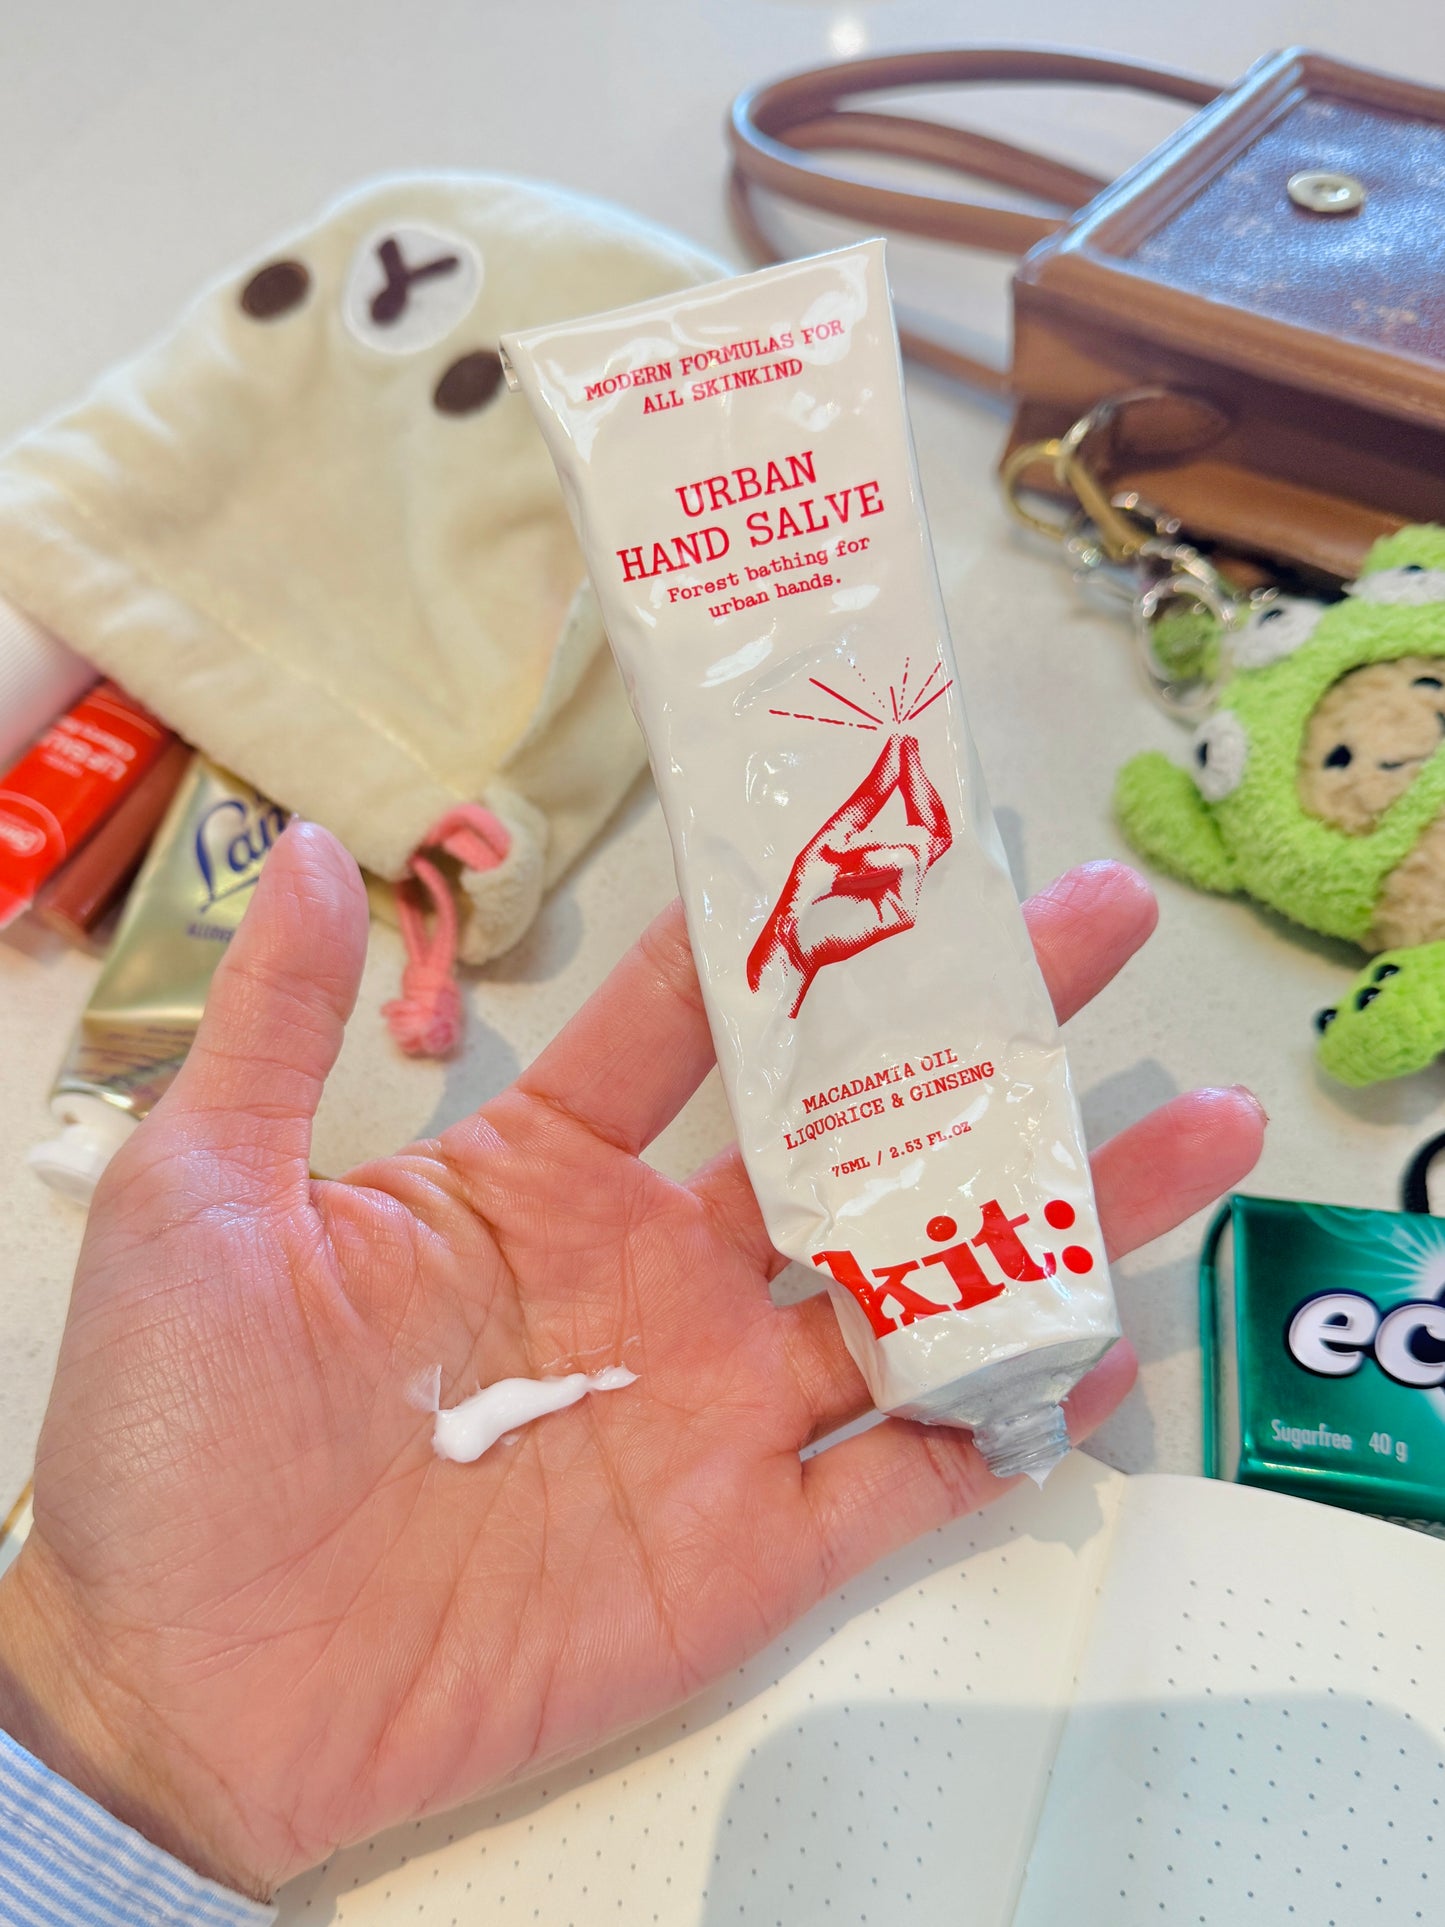 MODERN FORMULAS FOR
ALL SKINKIND
URBAN
HAND SALVE
Forest bathing for
urban hands.
MACADAMIA OIL
LIQUORICE & GINSENG
75ML / 2.53 FL.OZ
kit:
Sugarfree 40 g